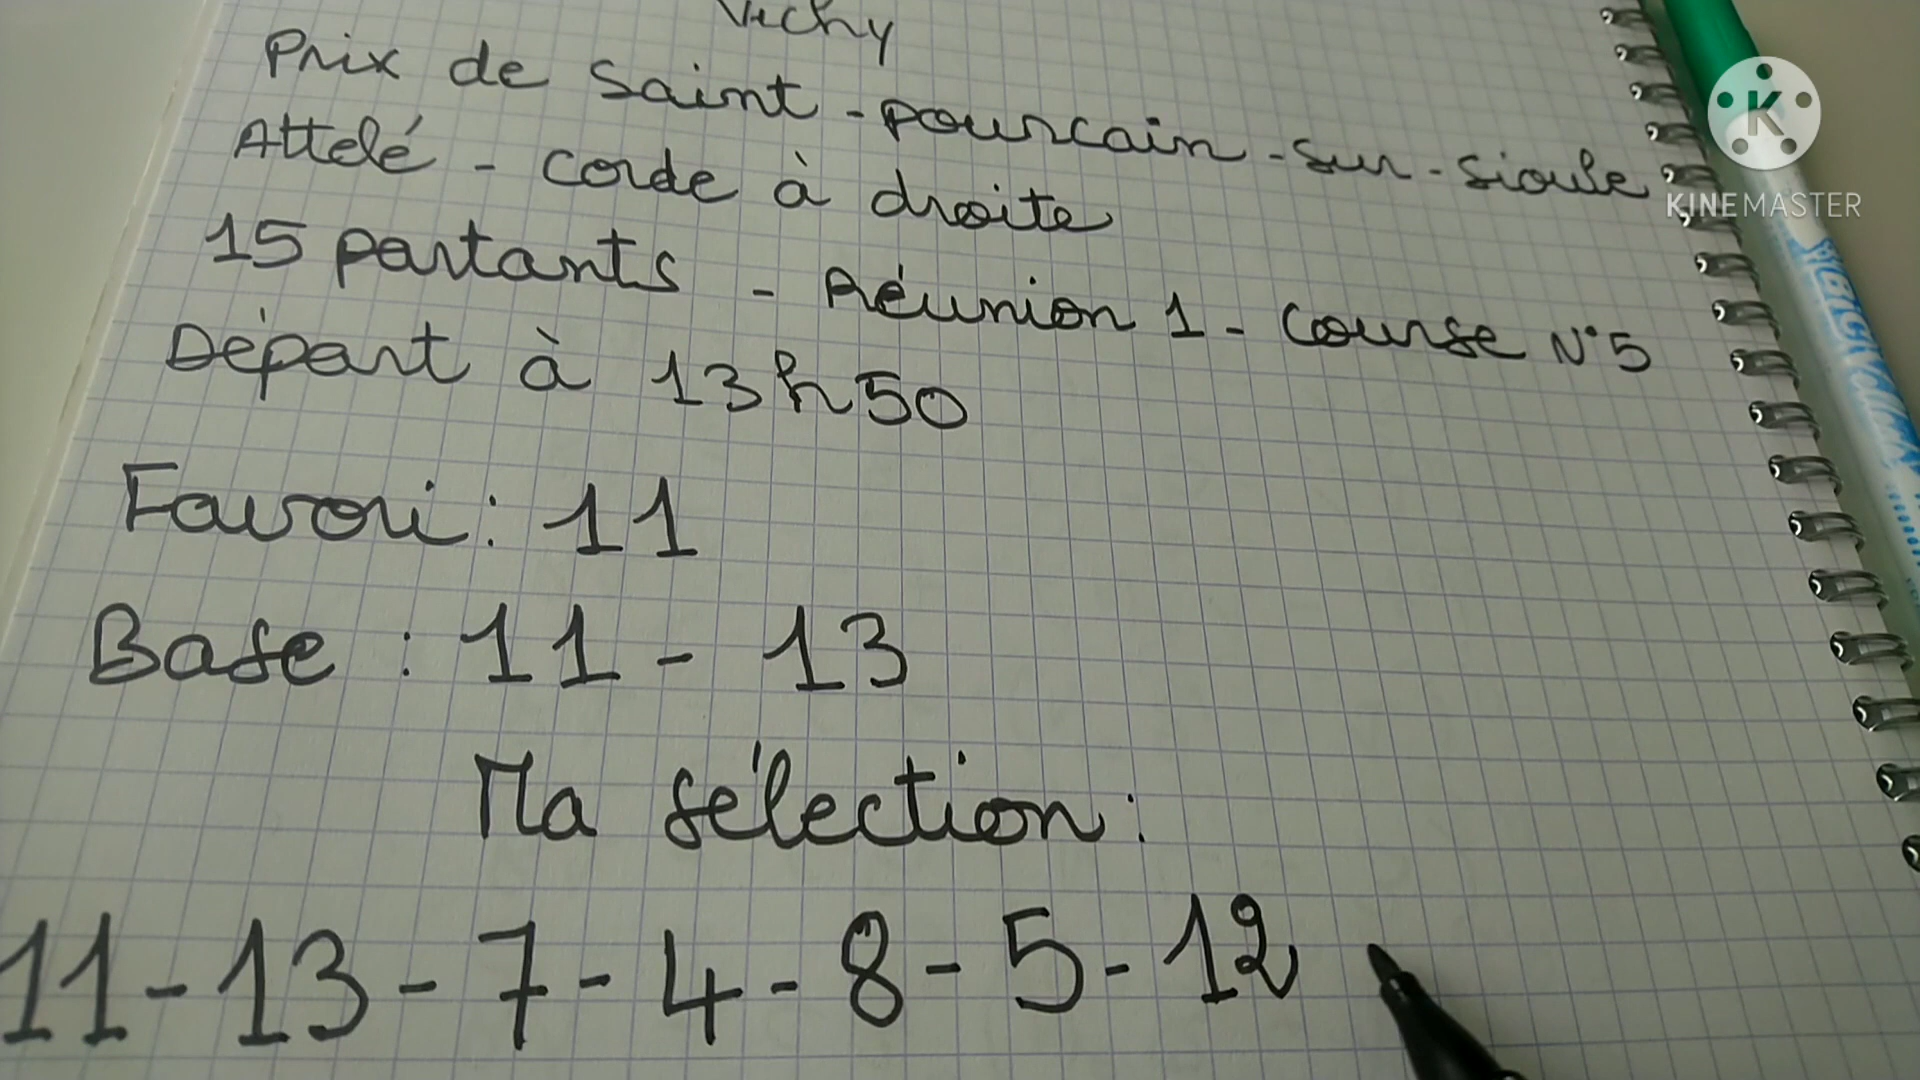 Vichy
Prix de Saint-pourcain-sur-sioule
Attelé - corde à droite
15 partants - Réunion 1 - course N°5
Départ à 13h50
Favori : 11
Base : 11 - 13
Ma sélection :
11 - 13 - 7 - 4 - 8 - 5 - 12
K
KINEMASTER